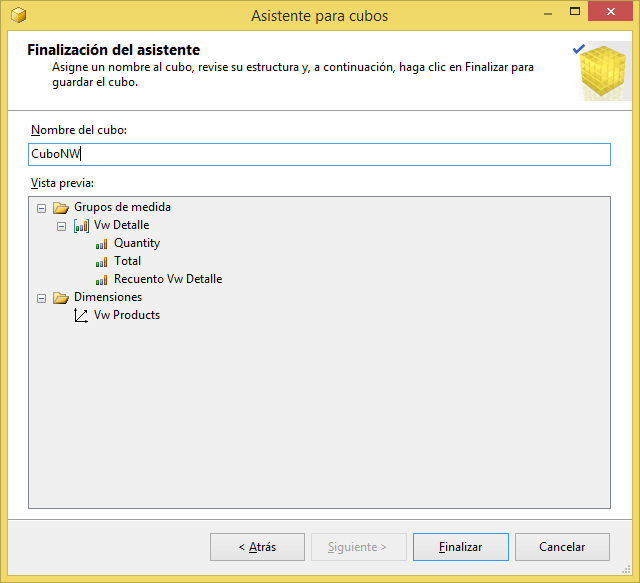 Asistente para cubos
Finalización del asistente
Asigne un nombre al cubo, revise su estructura y, a continuación, haga clic en Finalizar para
guardar el cubo.
Nombre del cubo:
CuboNW
Vista previa:
Grupos de medida
Vw Detalle
Quantity
Total
Recuento Vw Detalle
Dimensiones
Vw Products
< Atrás
Siguiente >
Finalizar
Cancelar